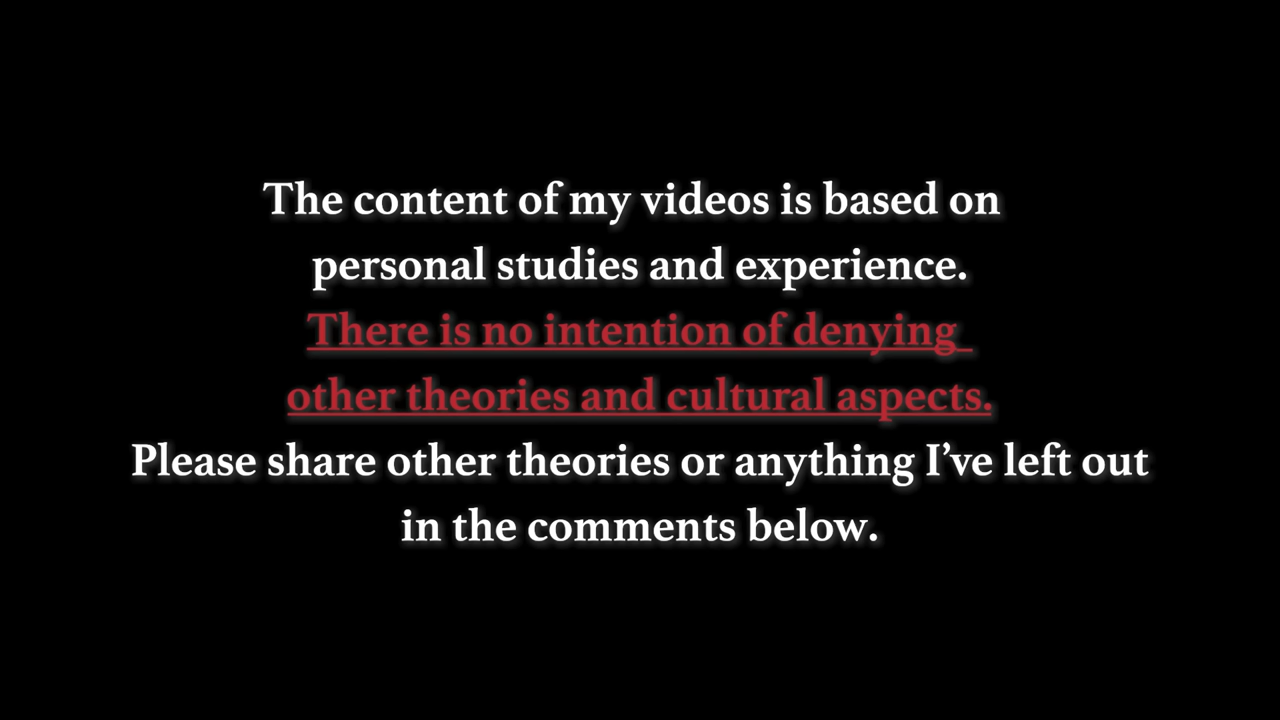 The content of my videos is based on
personal studies and experience.
There is no intention of denying
other theories and cultural aspects.
Please share other theories or anything I’ve left out
in the comments below.